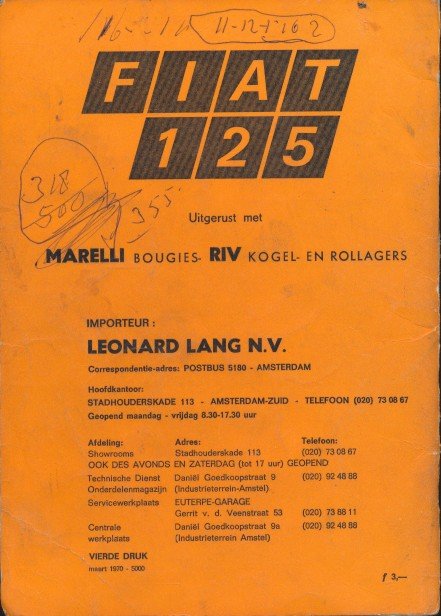 11-12-1962
FIAT
125
318
500
355
Uitgerust met
MARELLI BOUGIES- RIV KOGEL- EN ROLLAGERS
IMPORTEUR :
LEONARD LANG N.V.
Correspondentie-adres: POSTBUS 5180 - AMSTERDAM
Hoofdkantoor:
STADHOUDERSKADE 113 - AMSTERDAM-ZUID - TELEFOON (020) 73 08 67
Geopend maandag - vrijdag 8.30-17.30 uur
Afdeling: Adres: Telefoon:
Showrooms Stadhouderskade 113 (020) 73 08 67
OOK DES AVONDS EN ZATERDAG (tot 17 uur) GEOPEND
Technische Dienst Daniël Goedkoopstraat 9 (020) 92 48 88
Onderdelenmagazijn (Industrieterrein-Amstel)
Servicewerkplaats EUTERPE-GARAGE
Gerrit v. d. Veenstraat 53 (020) 73 88 11
Centrale Daniël Goedkoopstraat 9a (020) 92 48 88
werkplaats (Industrieterrein Amstel)
VIERDE DRUK
maart 1970 - 5000
ƒ 3,—